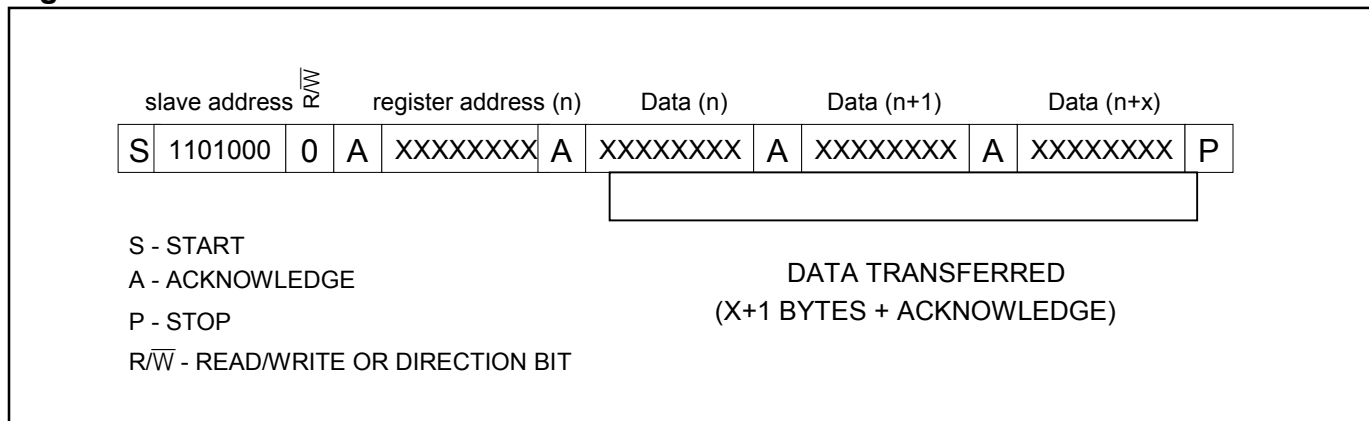 R/W
slave address register address (n) Data (n) Data (n+1) Data (n+x)
S 1101000 0 A XXXXXXXX A XXXXXXXX A XXXXXXXX A XXXXXXXX P
S - START
A - ACKNOWLEDGE
P - STOP
R/W - READ/WRITE OR DIRECTION BIT
DATA TRANSFERRED
(X+1 BYTES + ACKNOWLEDGE)